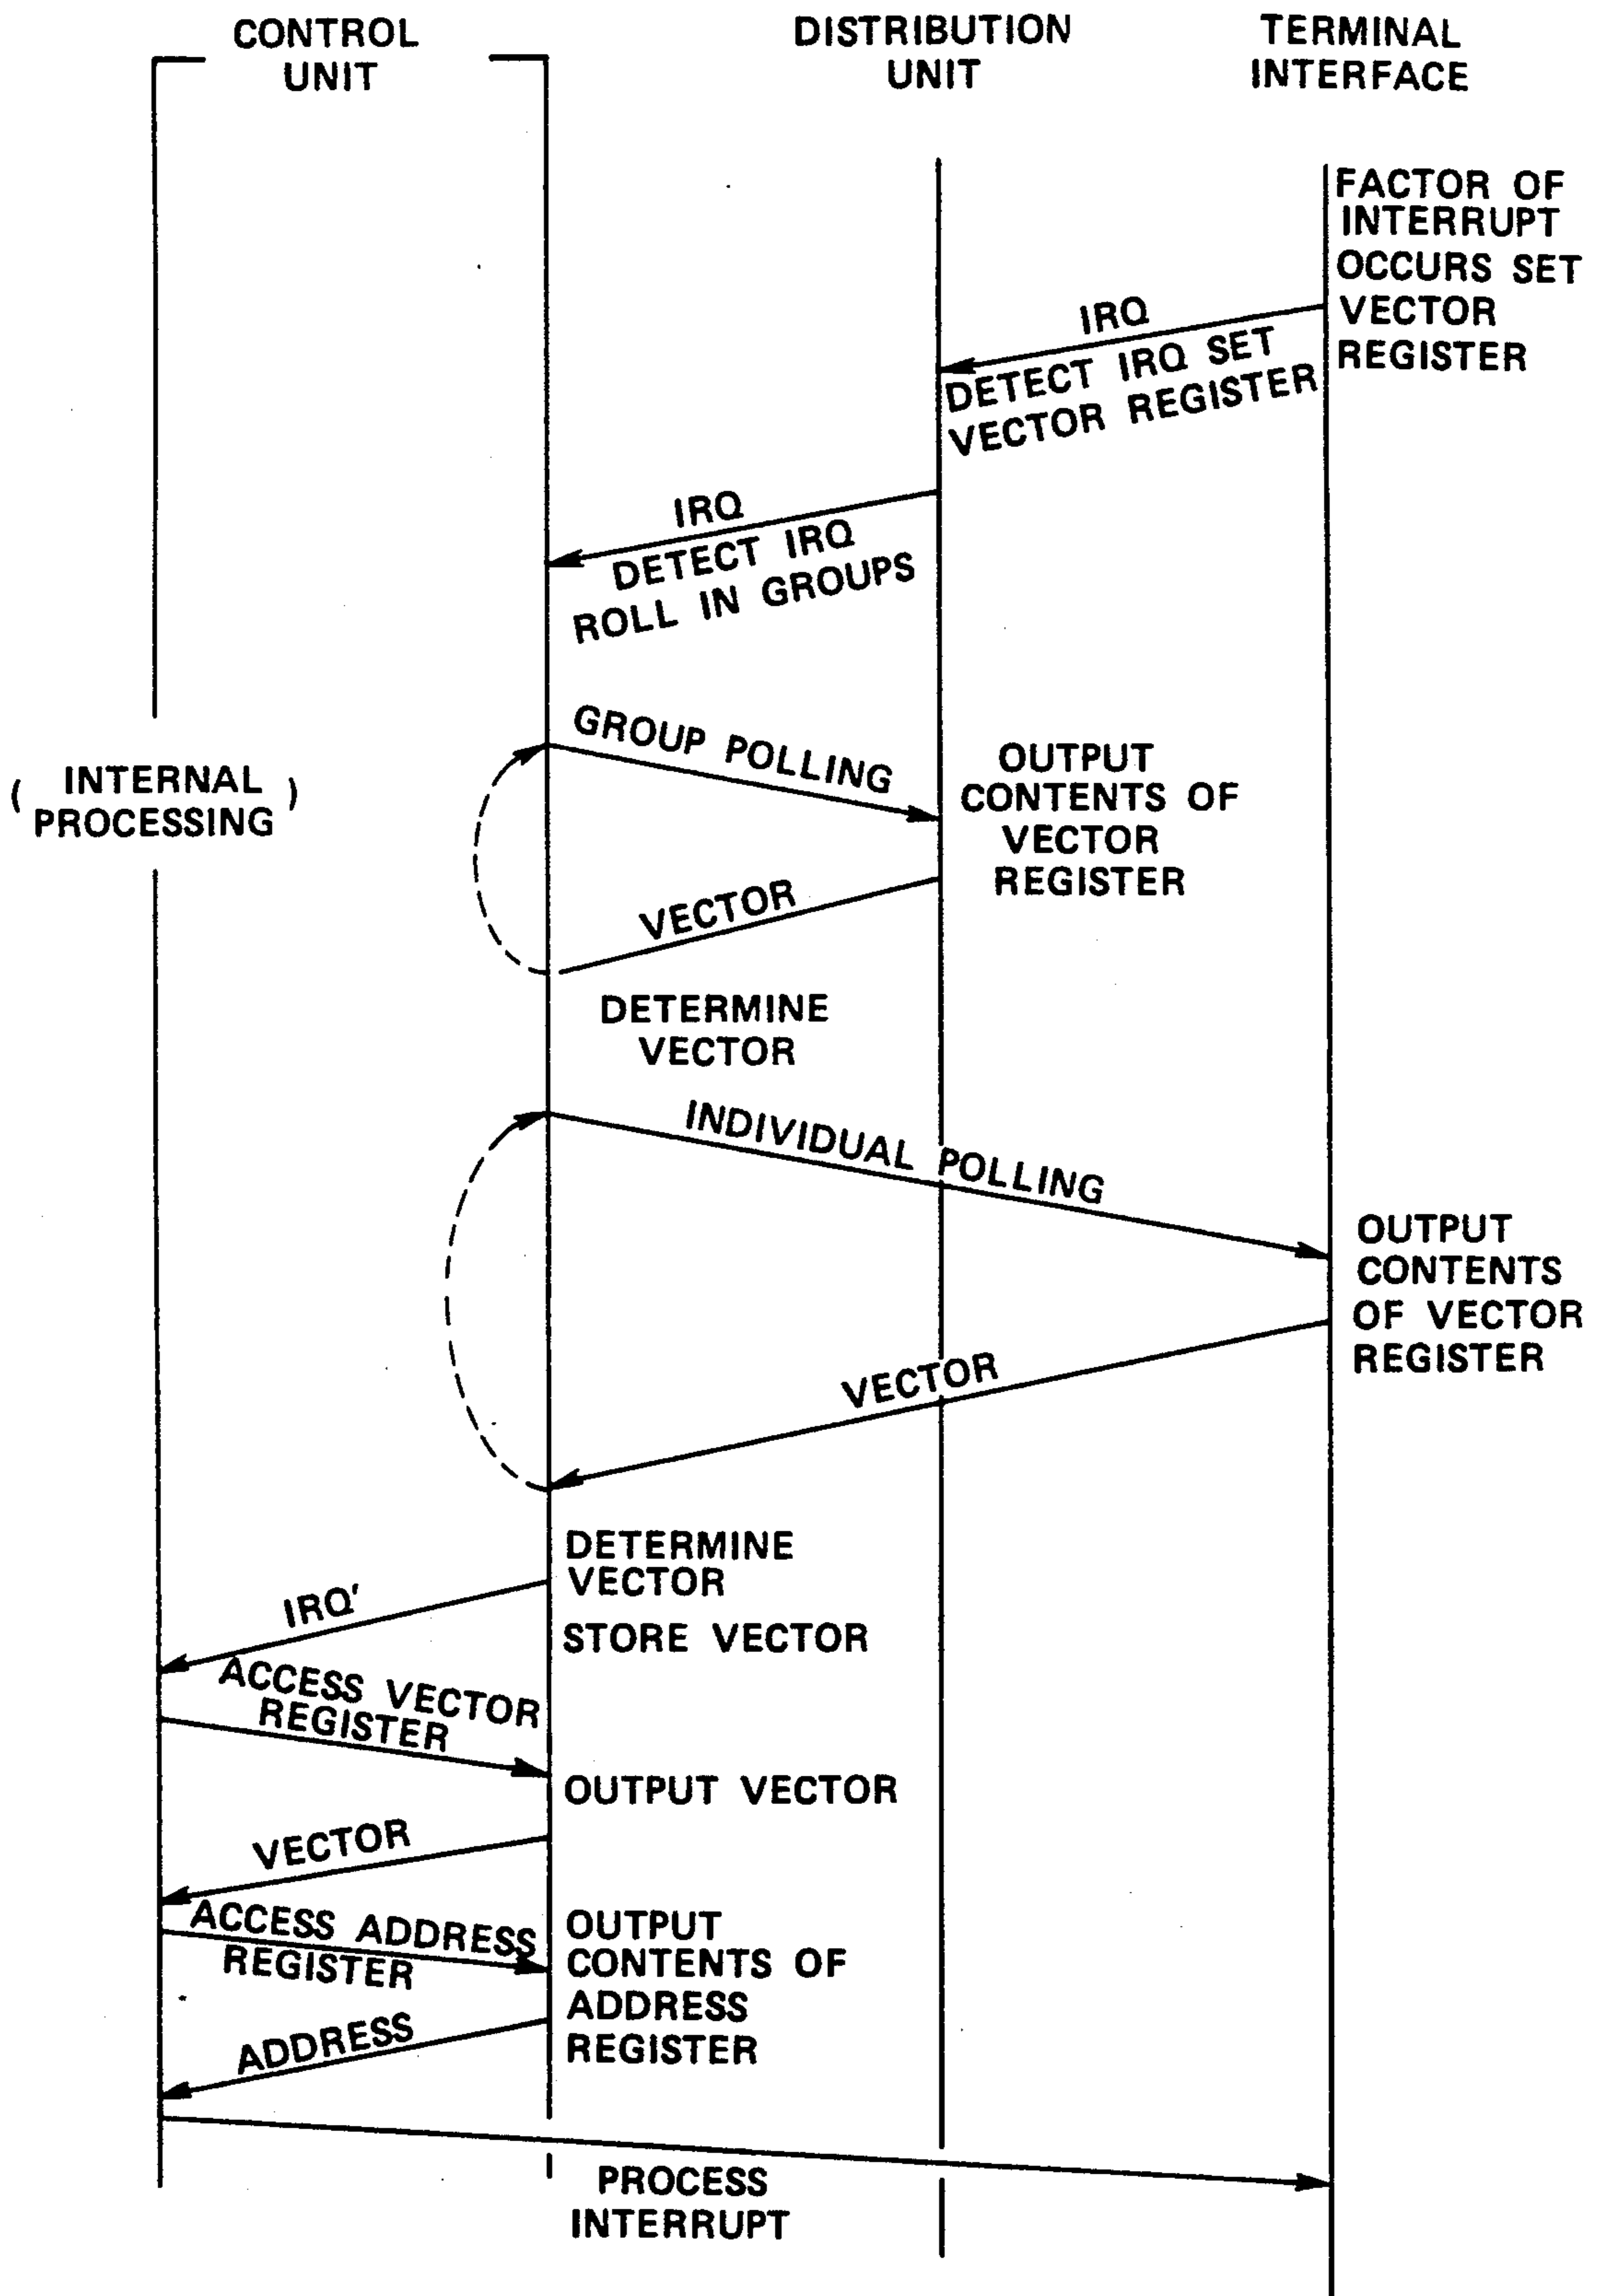 CONTROL
UNIT
DISTRIBUTION
UNIT
TERMINAL
INTERFACE
FACTOR OF
INTERRUPT
OCCURS SET
VECTOR
REGISTER
IRQ
DETECT IRQ SET
VECTOR REGISTER
IRQ
DETECT IRQ
ROLL IN GROUPS
GROUP POLLING
( INTERNAL )
PROCESSING
OUTPUT
CONTENTS OF
VECTOR
REGISTER
VECTOR
DETERMINE
VECTOR
INDIVIDUAL POLLING
OUTPUT
CONTENTS
OF VECTOR
REGISTER
VECTOR
DETERMINE
VECTOR
IRQ'
STORE VECTOR
ACCESS VECTOR
REGISTER
OUTPUT VECTOR
VECTOR
ACCESS ADDRESS
REGISTER
OUTPUT
CONTENTS OF
ADDRESS
REGISTER
ADDRESS
PROCESS
INTERRUPT